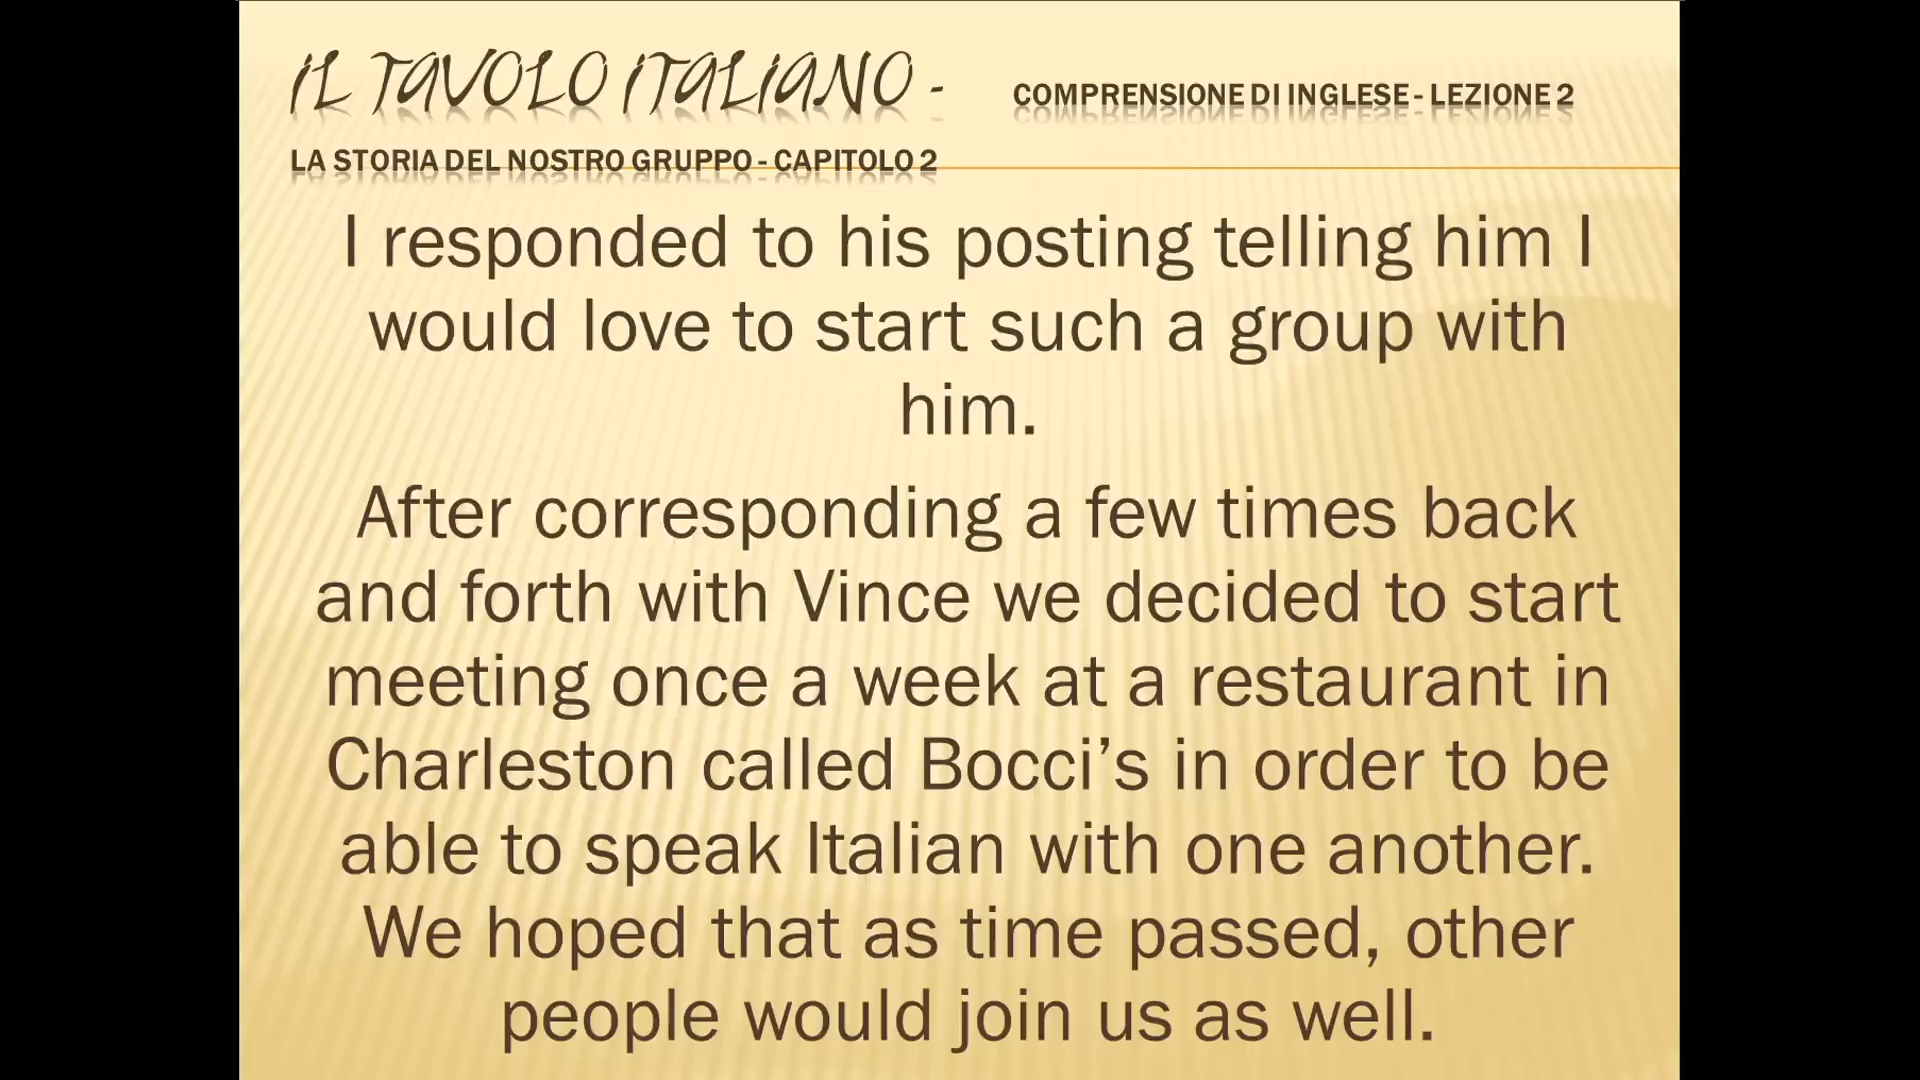 IL TAVOLO ITALIANO - COMPRENSIONE DI INGLESE - LEZIONE 2
LA STORIA DEL NOSTRO GRUPPO - CAPITOLO 2
I responded to his posting telling him I
would love to start such a group with
him.
After corresponding a few times back
and forth with Vince we decided to start
meeting once a week at a restaurant in
Charleston called Bocci’s in order to be
able to speak Italian with one another.
We hoped that as time passed, other
people would join us as well.